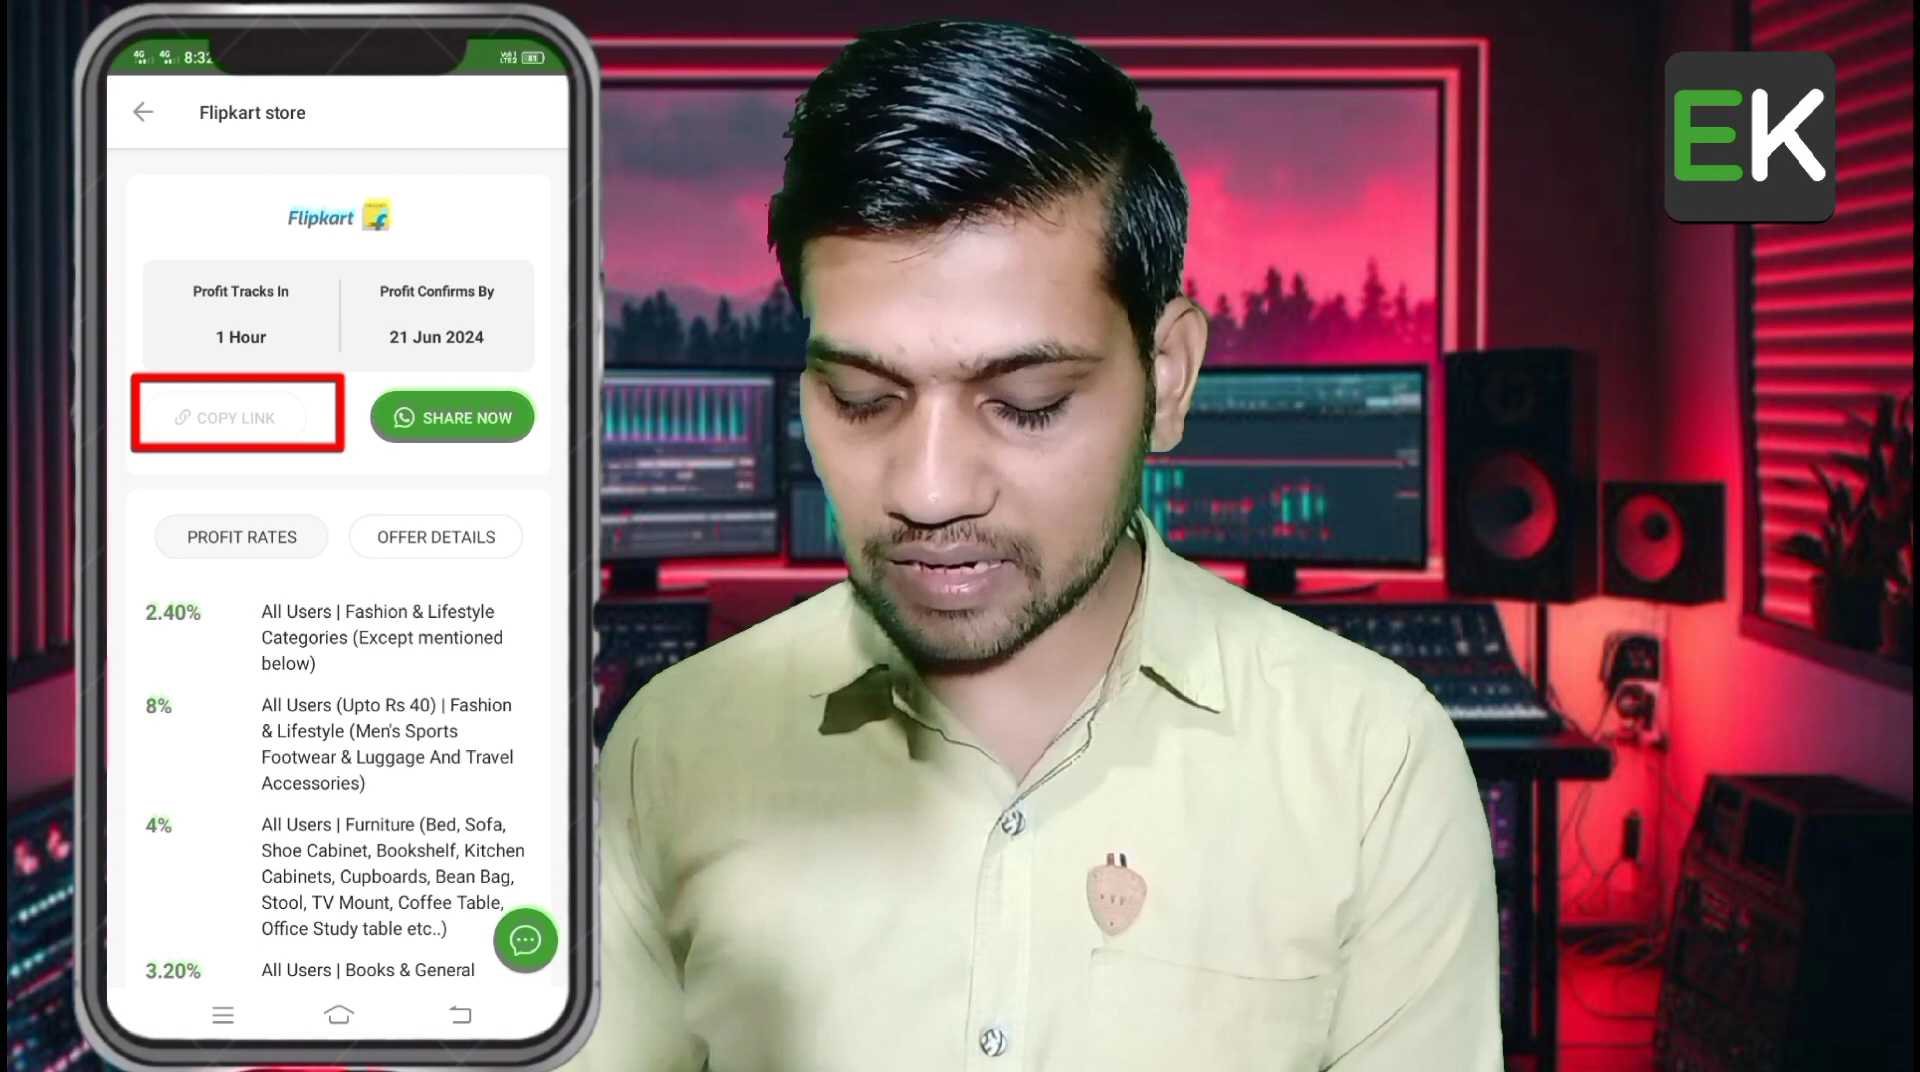 4G 4G 8:32
81
Flipkart store
Flipkart
Profit Tracks In
1 Hour
Profit Confirms By
21 Jun 2024
COPY LINK
SHARE NOW
PROFIT RATES
OFFER DETAILS
2.40%
All Users | Fashion & Lifestyle
Categories (Except mentioned
below)
8%
All Users (Upto Rs 40) | Fashion
& Lifestyle (Men's Sports
Footwear & Luggage And Travel
Accessories)
4%
All Users | Furniture (Bed, Sofa,
Shoe Cabinet, Bookshelf, Kitchen
Cabinets, Cupboards, Bean Bag,
Stool, TV Mount, Coffee Table,
Office Study table etc..)
3.20%
All Users | Books & General
EK